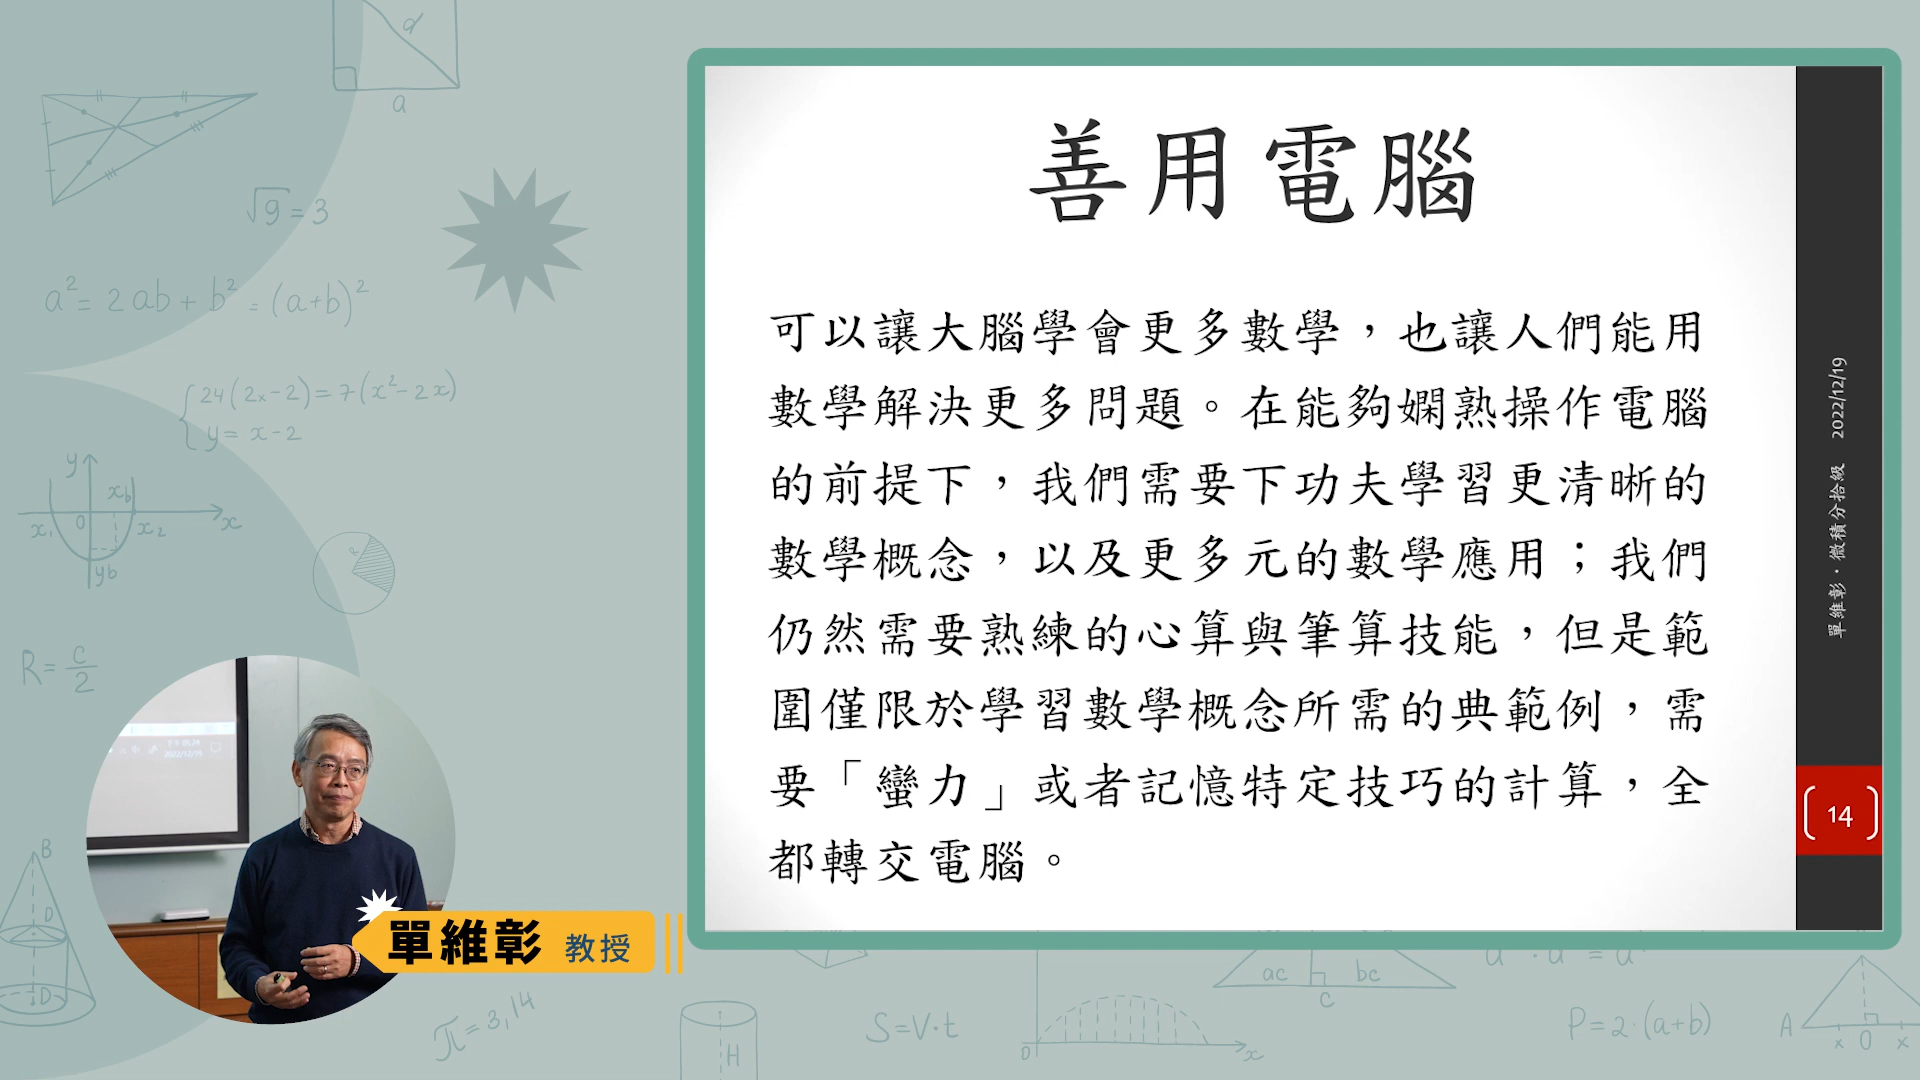 善用電腦
可以讓大腦學會更多數學，也讓人們能用
數學解決更多問題。在能夠嫻熟操作電腦
的前提下，我們需要下功夫學習更清晰的
數學概念，以及更多元的數學應用；我們
仍然需要熟練的心算與筆算技能，但是範
圍僅限於學習數學概念所需的典範例，需
要「蠻力」或者記憶特定技巧的計算，全
都轉交電腦。
單維彰・微積分拾級 2022/12/19
14
單維彰 教授
d
a
√9=3
a²=2ab+b²=(a+b)²
24(2x-2)=7(x²-2x)
y=x-2
y
xb
x₁ 0 x₂ x
yb
R=c/2
B
D
D
π=3,14
H
S=V·t
0 x
ac bc
c
P=2·(a+b)
A x O x